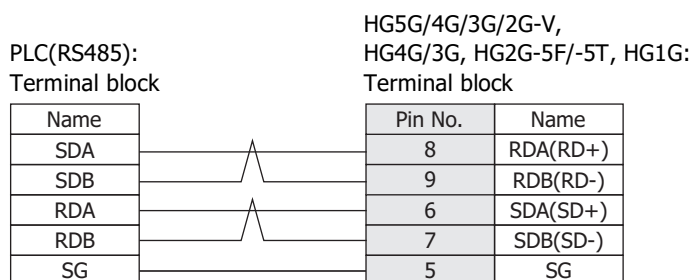 HG5G/4G/3G/2G-V,
PLC(RS485): HG4G/3G, HG2G-5F/-5T, HG1G:
Terminal block Terminal block
Name Pin No. Name
SDA 8 RDA(RD+)
SDB 9 RDB(RD-)
RDA 6 SDA(SD+)
RDB 7 SDB(SD-)
SG 5 SG